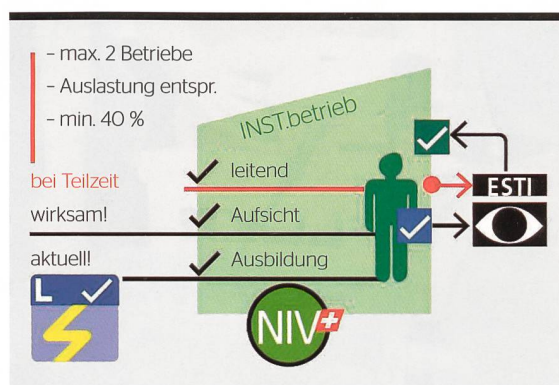 – max. 2 Betriebe
– Auslastung entspr.
– min. 40 %
INST.betrieb
bei Teilzeit
leitend
ESTI
wirksam!
Aufsicht
aktuell!
Ausbildung
L
NIV